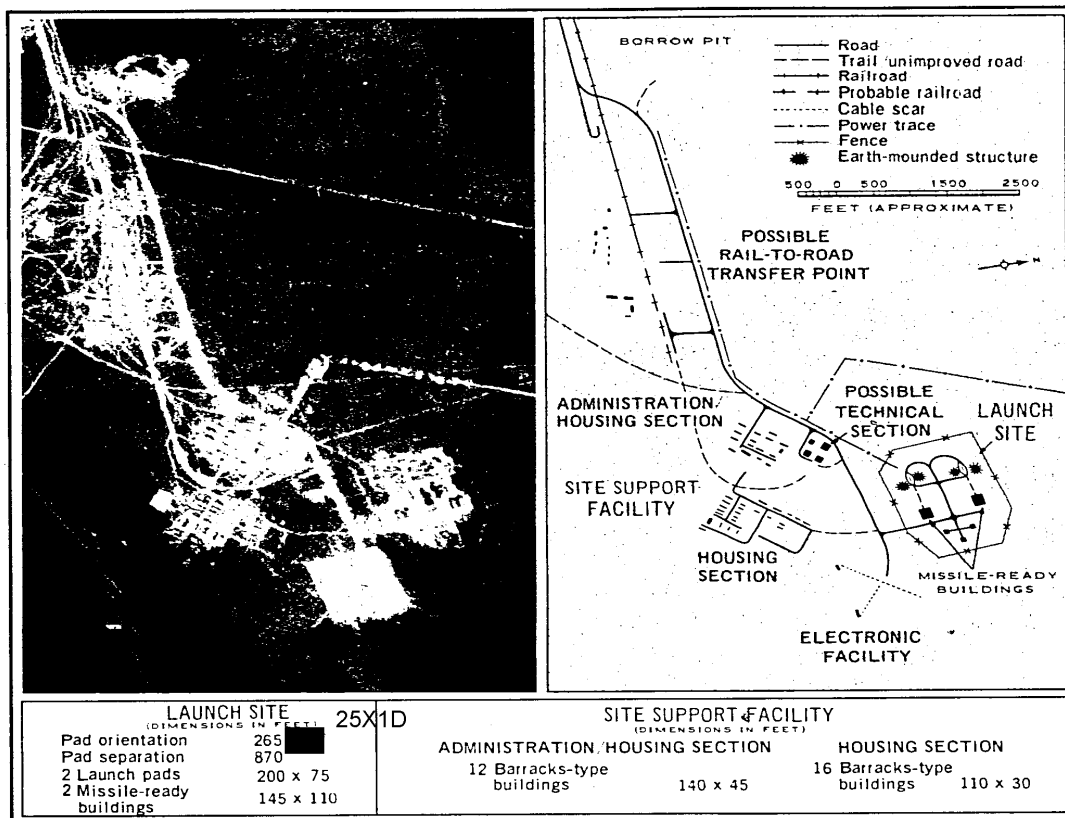 BORROW PIT
Road
Trail/unimproved road
Railroad
Probable railroad
Cable scar
Power trace
Fence
Earth-mounded structure
500 0 500 1500 2500
FEET (APPROXIMATE)
N
POSSIBLE
RAIL-TO-ROAD
TRANSFER POINT
ADMINISTRATION/
HOUSING SECTION
POSSIBLE
TECHNICAL
SECTION
LAUNCH
SITE
SITE SUPPORT
FACILITY
HOUSING
SECTION
MISSILE-READY
BUILDINGS
ELECTRONIC
FACILITY
LAUNCH SITE
(DIMENSIONS IN FEET)
25X1D
Pad orientation 265
Pad separation 870
2 Launch pads 200 x 75
2 Missile-ready
buildings 145 x 110
SITE SUPPORT FACILITY
(DIMENSIONS IN FEET)
ADMINISTRATION/HOUSING SECTION
12 Barracks-type
buildings 140 x 45
HOUSING SECTION
16 Barracks-type
buildings 110 x 30